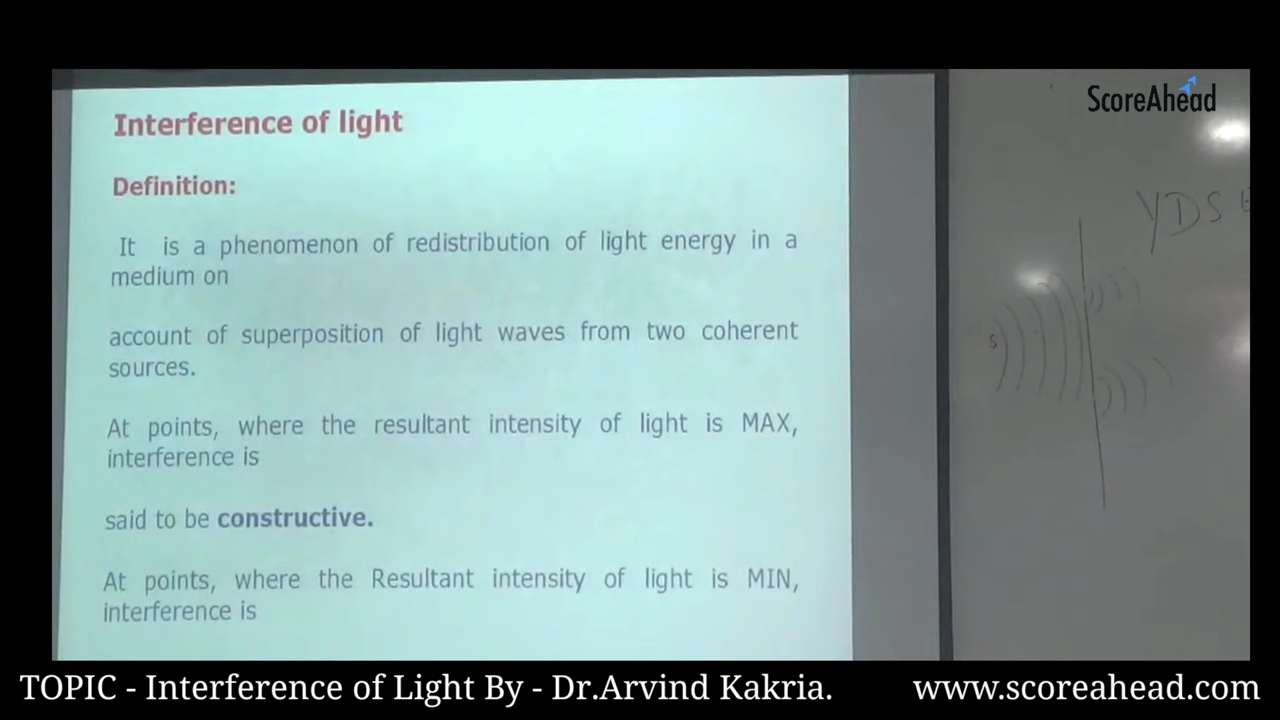 Interference of light
Definition:
It is a phenomenon of redistribution of light energy in a
medium on
account of superposition of light waves from two coherent
sources.
At points, where the resultant intensity of light is MAX,
interference is
said to be constructive.
At points, where the Resultant intensity of light is MIN,
interference is
ScoreAhead
YDS
S
TOPIC - Interference of Light By - Dr.Arvind Kakria.
www.scoreahead.com